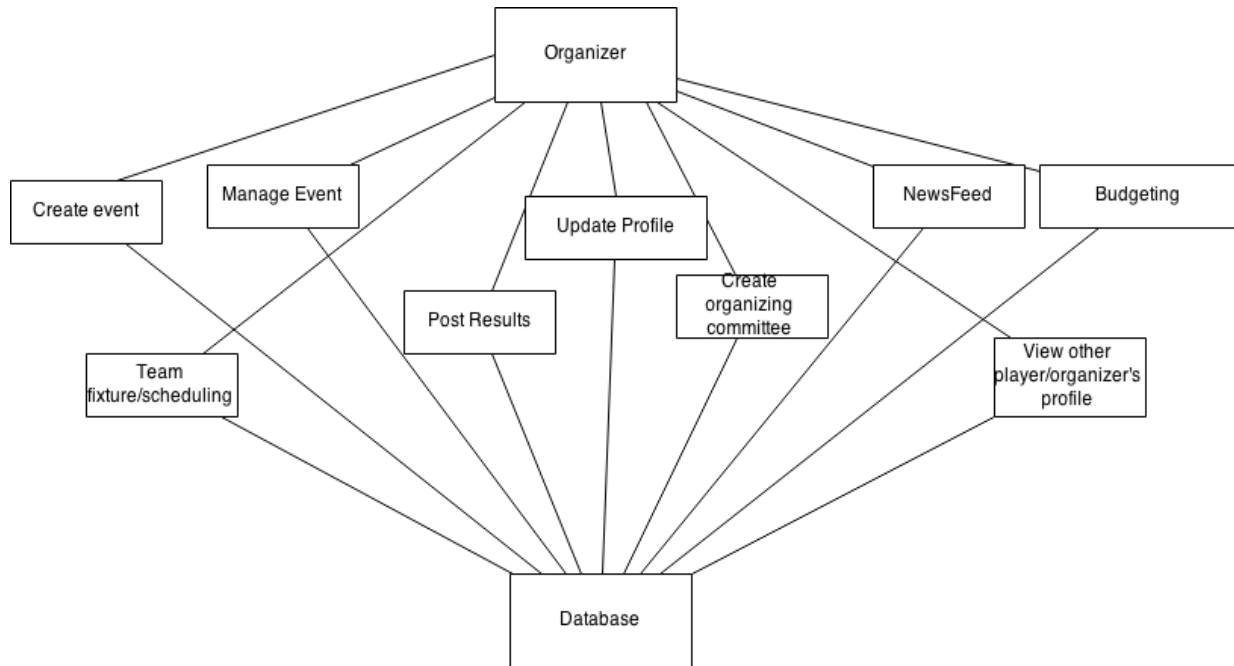 Organizer
Create event
Manage Event
Update Profile
NewsFeed
Budgeting
Post Results
Create
organizing
committee
Team
fixture/scheduling
View other
player/organizer's
profile
Database